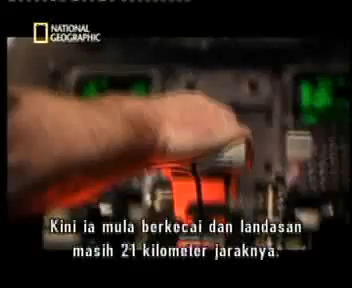 NATIONAL
GEOGRAPHIC
Kini ia mula berkecai dan landasan
masih 21 kilometer jaraknya.